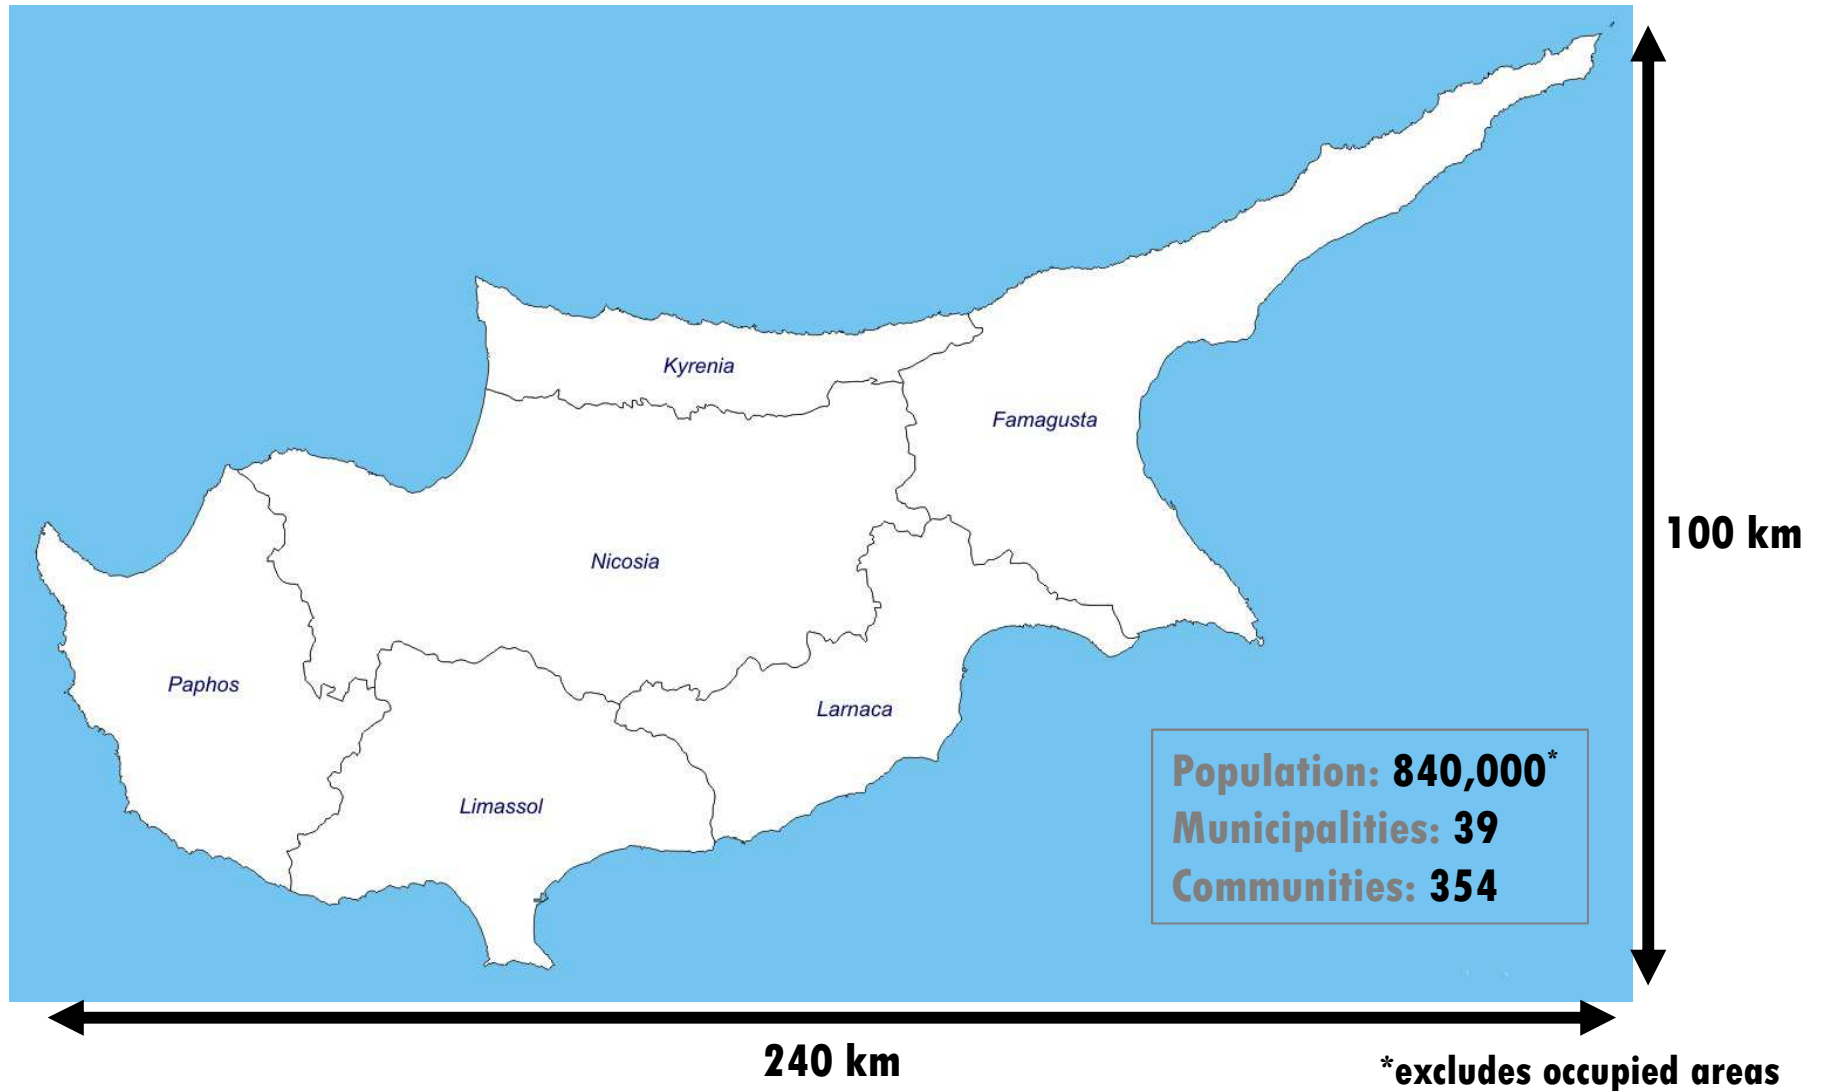 Kyrenia
Famagusta
Nicosia
Paphos
Larnaca
Limassol
Population: 840,000*
Municipalities: 39
Communities: 354
100 km
240 km
*excludes occupied areas